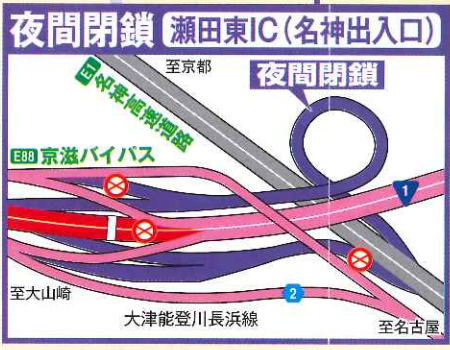 夜間閉鎖 瀬田東IC(名神出入口)
至京都
夜間閉鎖
E1 名神高速道路
E88 京滋バイパス
1
至大山崎
2
大津能登川長浜線
至名古屋